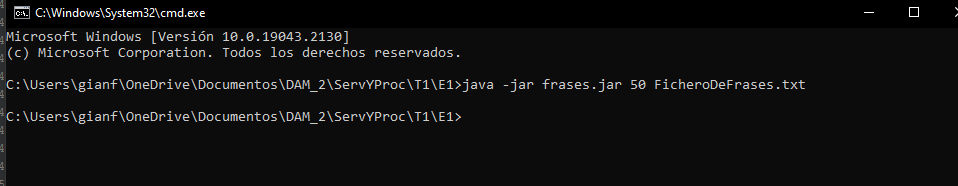 C:\Windows\System32\cmd.exe
Microsoft Windows [Versión 10.0.19043.2130]
(c) Microsoft Corporation. Todos los derechos reservados.
C:\Users\gianf\OneDrive\Documentos\DAM_2\ServYProc\T1\E1>java -jar frases.jar 50 FicheroDeFrases.txt
C:\Users\gianf\OneDrive\Documentos\DAM_2\ServYProc\T1\E1>